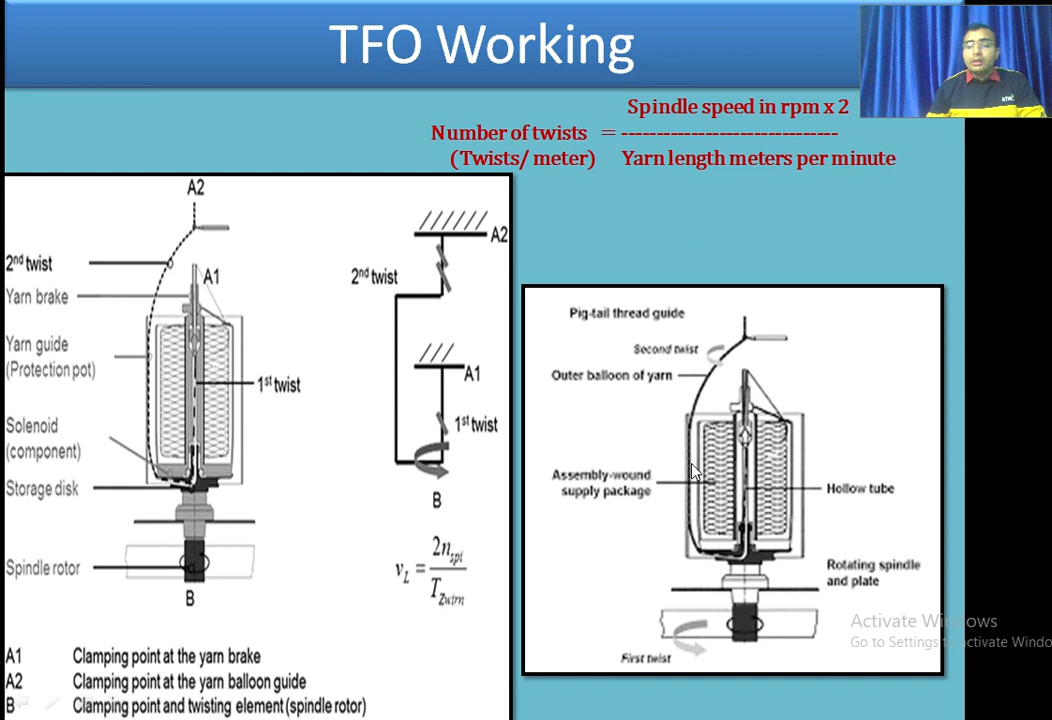 TFO Working
Spindle speed in rpm x 2
Number of twists = -------------------------------
(Twists/ meter) Yarn length meters per minute
A2
2nd twist
A1
Yarn brake
Yarn guide
(Protection pot)
1st twist
Solenoid
(component)
Storage disk
Spindle rotor
B
A2
2nd twist
A1
1st twist
B
vL = 2nspi / TZwirn
A1 Clamping point at the yarn brake
A2 Clamping point at the yarn balloon guide
B Clamping point and twisting element (spindle rotor)
Pig-tail thread guide
Second twist
Outer balloon of yarn
Assembly-wound
supply package
Hollow tube
Rotating spindle
and plate
First twist
Activate Windows
Go to Settings to activate Windo